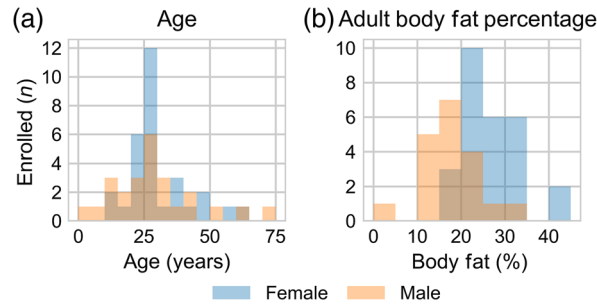 (a) Age
(b) Adult body fat percentage
Enrolled (n)
12
10
8
6
4
2
0
0 25 50 75
Age (years)
10
8
6
4
2
0
0 10 20 30 40
Body fat (%)
Female Male